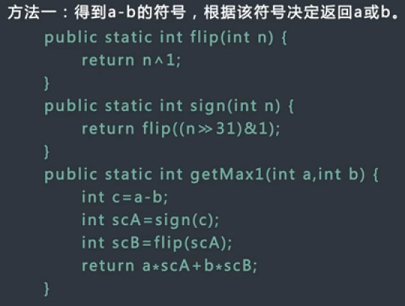 方法一：得到a-b的符号，根据该符号决定返回a或b。
public static int flip(int n) {
return n^1;
}
public static int sign(int n) {
return flip((n>>31)&1);
}
public static int getMax1(int a,int b) {
int c=a-b;
int scA=sign(c);
int scB=flip(scA);
return a*scA+b*scB;
}